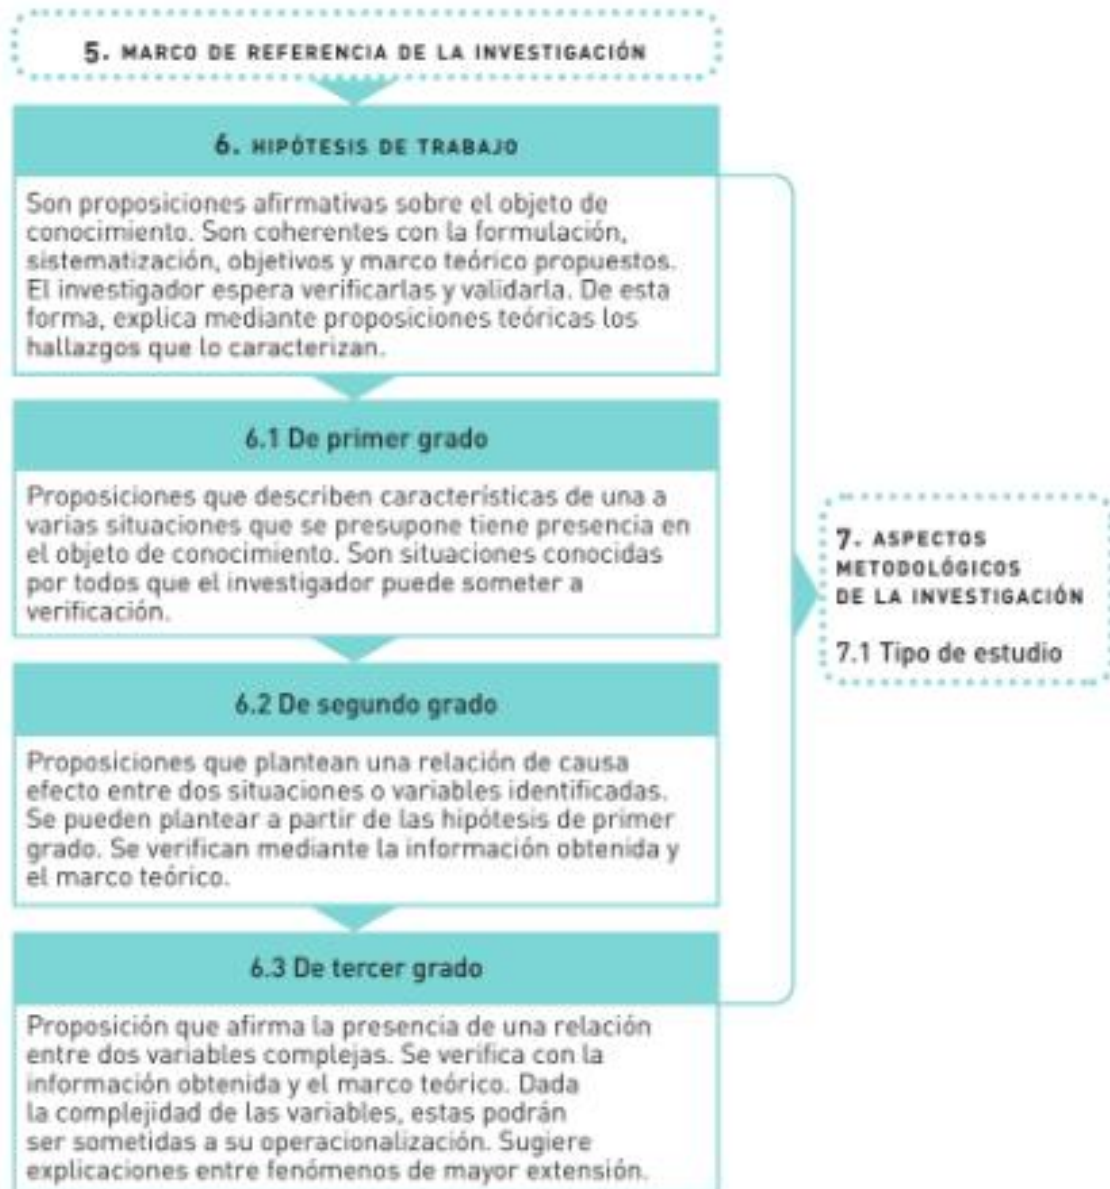 5. MARCO DE REFERENCIA DE LA INVESTIGACIÓN
6. HIPÓTESIS DE TRABAJO
Son proposiciones afirmativas sobre el objeto de
conocimiento. Son coherentes con la formulación,
sistematización, objetivos y marco teórico propuestos.
El investigador espera verificarlas y validarla. De esta
forma, explica mediante proposiciones teóricas los
hallazgos que lo caracterizan.
6.1 De primer grado
Proposiciones que describen características de una a
varias situaciones que se presupone tiene presencia en
el objeto de conocimiento. Son situaciones conocidas
por todos que el investigador puede someter a
verificación.
6.2 De segundo grado
Proposiciones que plantean una relación de causa
efecto entre dos situaciones o variables identificadas.
Se pueden plantear a partir de las hipótesis de primer
grado. Se verifican mediante la información obtenida y
el marco teórico.
6.3 De tercer grado
Proposición que afirma la presencia de una relación
entre dos variables complejas. Se verifica con la
información obtenida y el marco teórico. Dada
la complejidad de las variables, estas podrán
ser sometidas a su operacionalización. Sugiere
explicaciones entre fenómenos de mayor extensión.
7. ASPECTOS
METODOLÓGICOS
DE LA INVESTIGACIÓN
7.1 Tipo de estudio